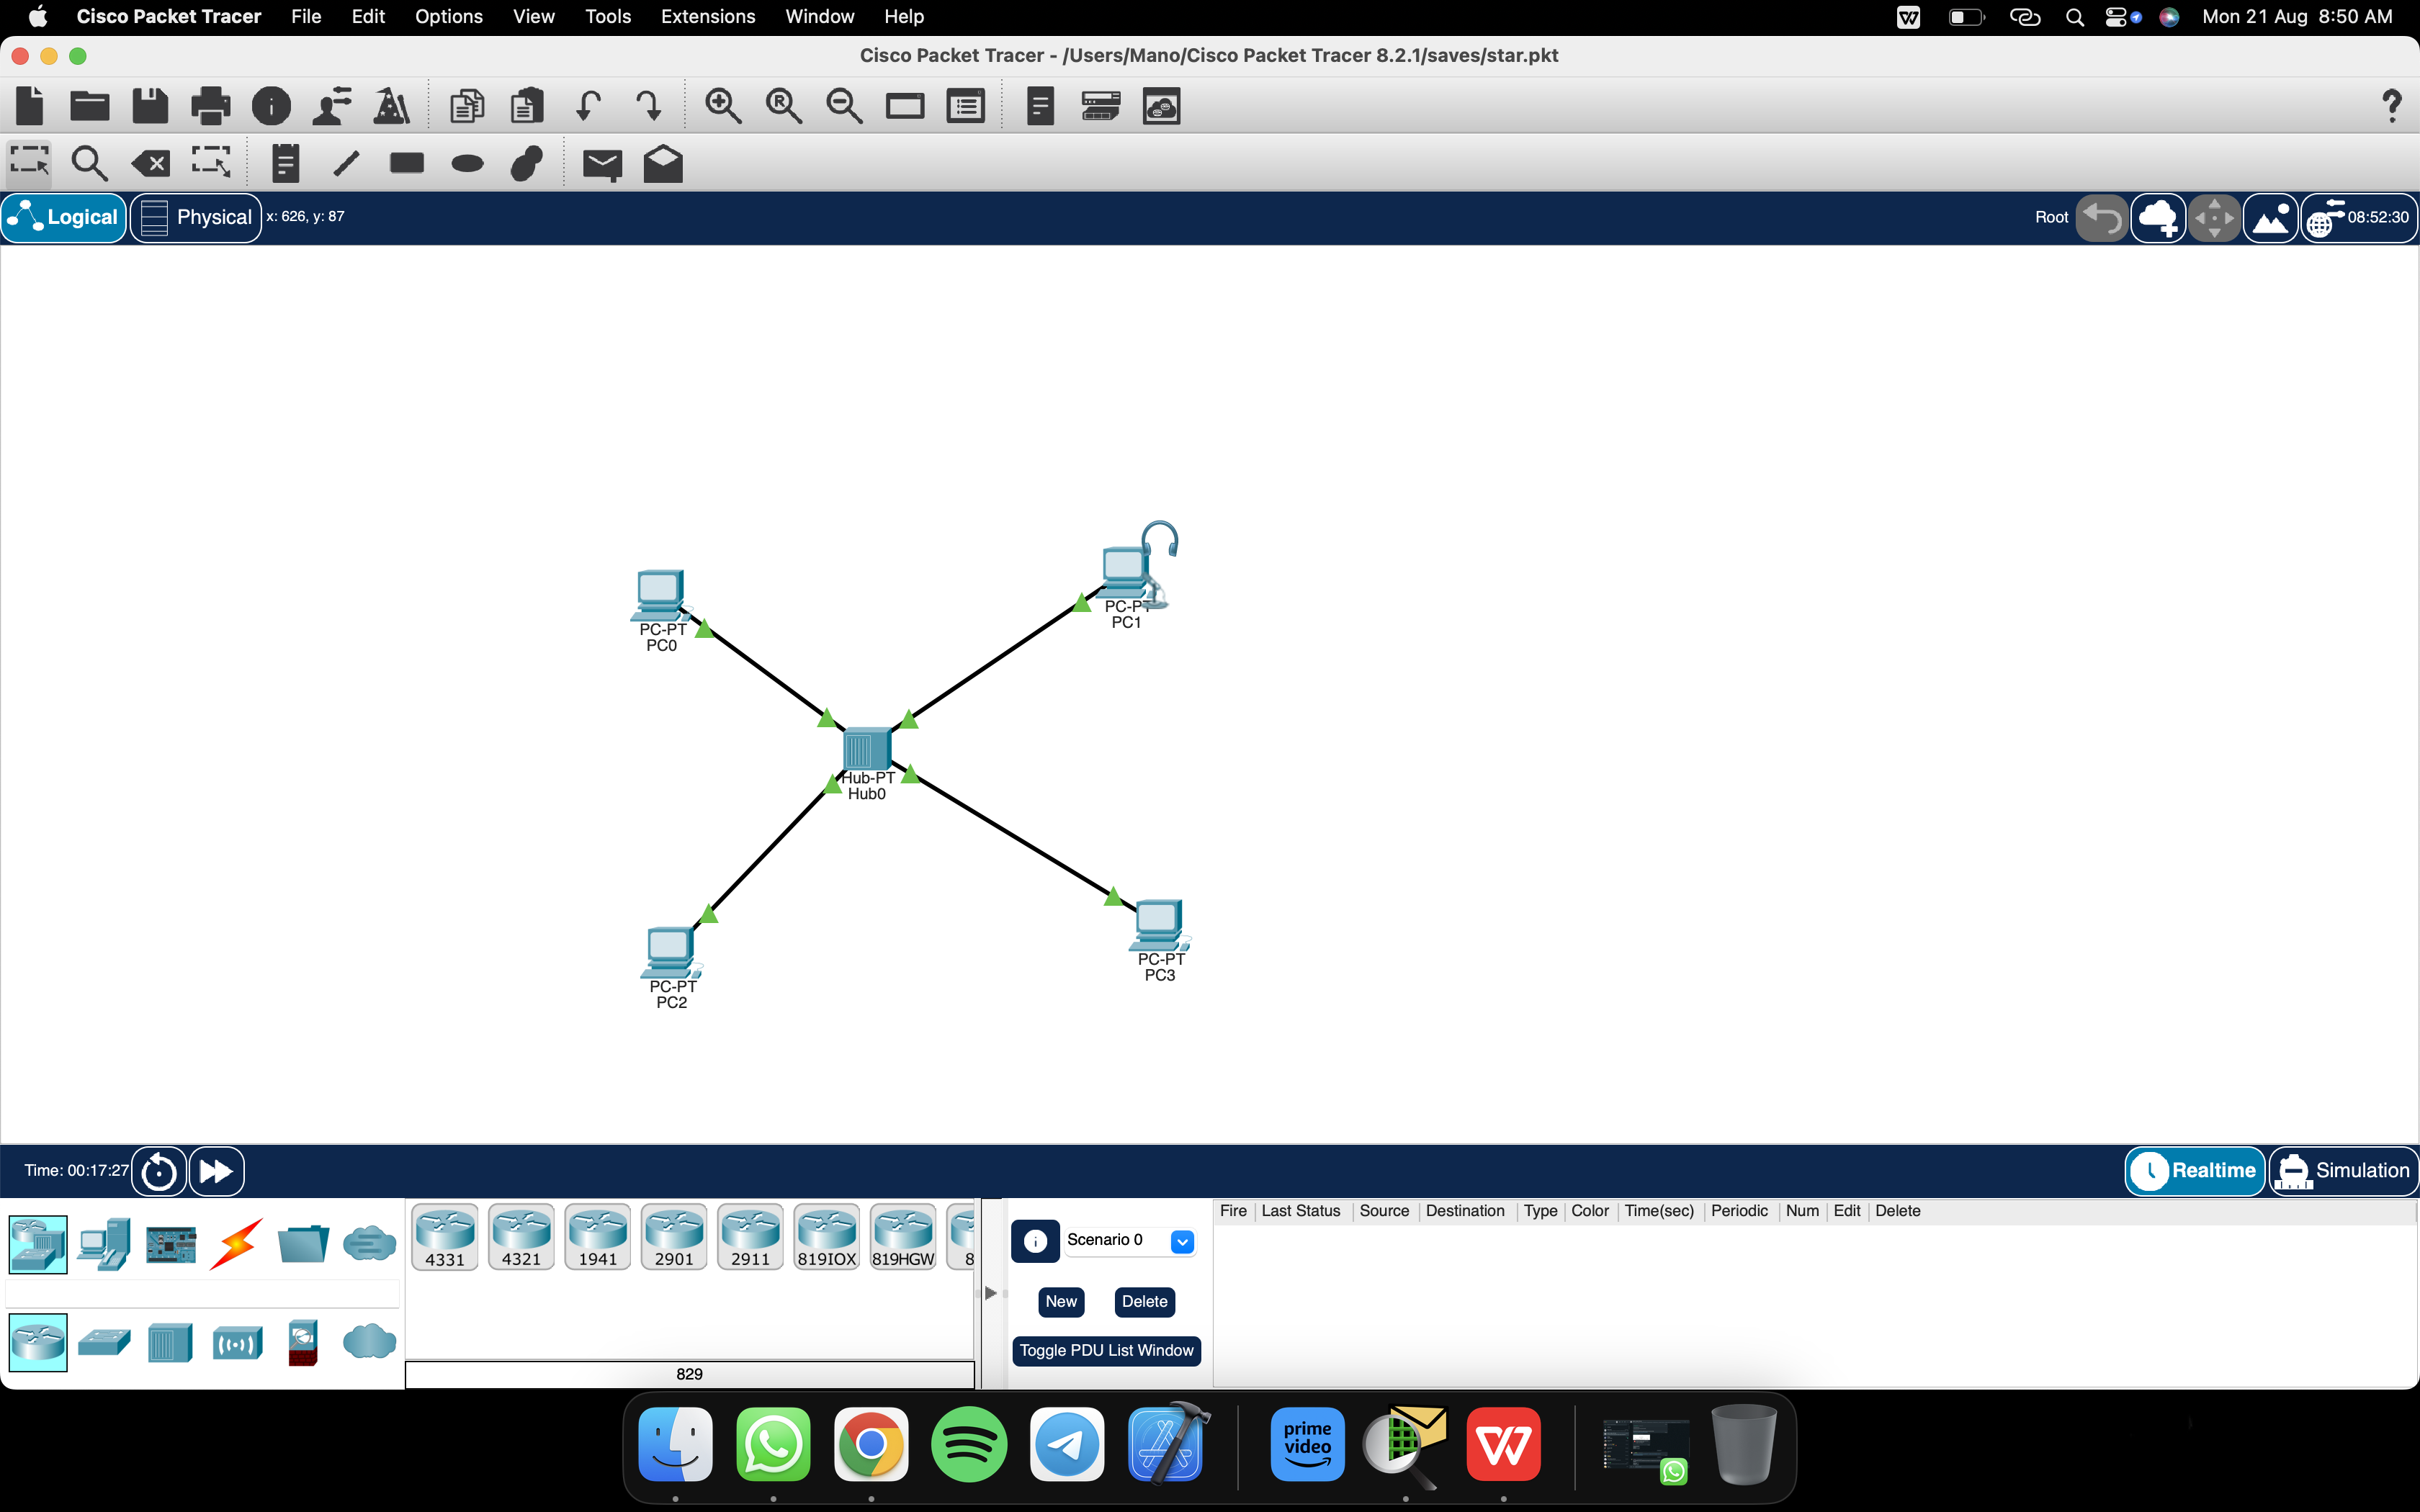 Cisco Packet Tracer File Edit Options View Tools Extensions Window Help Mon 21 Aug 8:50 AM
Cisco Packet Tracer - /Users/Mano/Cisco Packet Tracer 8.2.1/saves/star.pkt
Logical Physical x: 626, y: 87 Root 08:52:30
PC-PT
PC0
PC-PT
PC1
Hub-PT
Hub0
PC-PT
PC2
PC-PT
PC3
Time: 00:17:27 Realtime Simulation
Fire Last Status Source Destination Type Color Time(sec) Periodic Num Edit Delete
Scenario 0
4331 4321 1941 2901 2911 819IOX 819HGW 8
New Delete
Toggle PDU List Window
829
prime
video